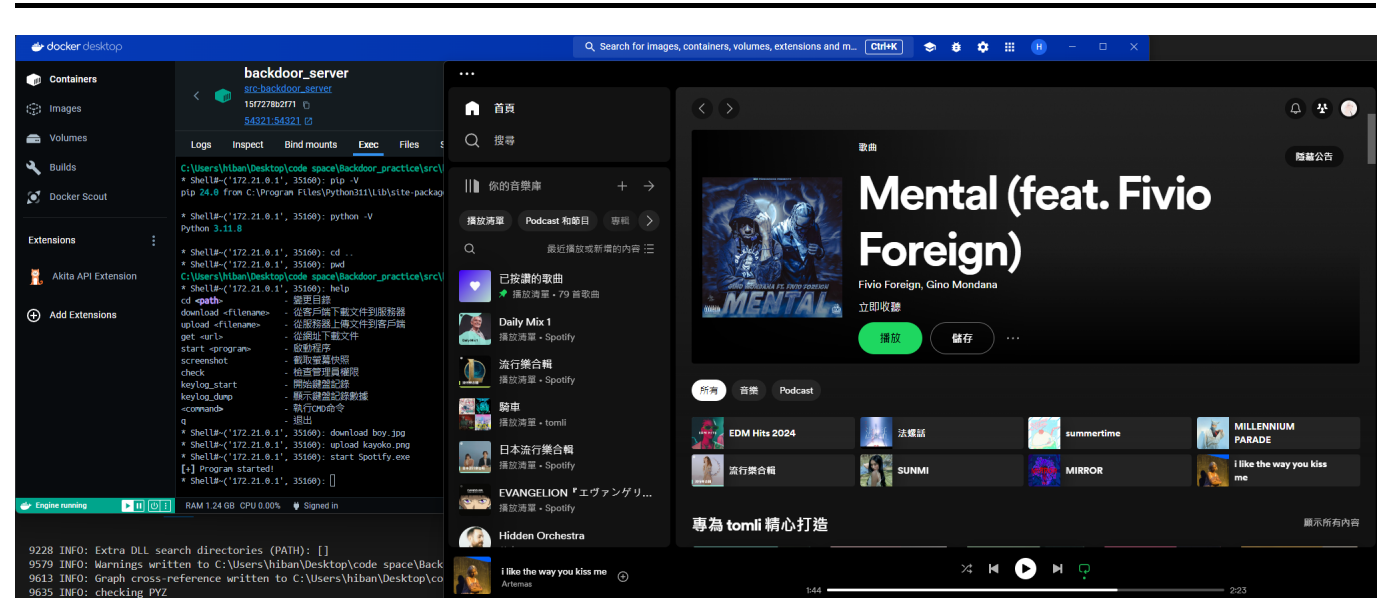 docker desktop
Search for images, containers, volumes, extensions and m...
Ctrl+K
H
Containers
Images
Volumes
Builds
Docker Scout
Extensions
Akita API Extension
Add Extensions
backdoor_server
src-backdoor_server
15f7278b2f71
54321:54321
Logs Inspect Bind mounts Exec Files S
C:\Users\hiban\Desktop\code space\Backdoor_practice\src\
* Shell#~('172.21.0.1', 35160): pip -V
pip 24.0 from C:\Program Files\Python311\Lib\site-package
* Shell#~('172.21.0.1', 35160): python -V
Python 3.11.8
* Shell#~('172.21.0.1', 35160): cd ..
* Shell#~('172.21.0.1', 35160): pwd
C:\Users\hiban\Desktop\code space\Backdoor_practice\src\
* Shell#~('172.21.0.1', 35160): help
cd <path> - 變更目錄
download <filename> - 從客戶端下載文件到服務器
upload <filename> - 從服務器上傳文件到客戶端
get <url> - 從網址下載文件
start <program> - 啟動程序
screenshot - 截取螢幕快照
check - 檢查管理員權限
keylog_start - 開始鍵盤記錄
keylog_dump - 顯示鍵盤記錄數據
<command> - 執行CMD命令
q - 退出
* Shell#~('172.21.0.1', 35160): download boy.jpg
* Shell#~('172.21.0.1', 35160): upload kayoko.png
* Shell#~('172.21.0.1', 35160): start Spotify.exe
[+] Program started!
* Shell#~('172.21.0.1', 35160):
Engine running
RAM 1.24 GB CPU 0.00% Signed in
9228 INFO: Extra DLL search directories (PATH): []
9579 INFO: Warnings written to C:\Users\hiban\Desktop\code space\Back
9613 INFO: Graph cross-reference written to C:\Users\hiban\Desktop\co
9635 INFO: checking PYZ
首頁
搜尋
你的音樂庫
播放清單 Podcast 和節目 專輯
最近播放或新增的內容
已按讚的歌曲
播放清單 • 79 首歌曲
Daily Mix 1
播放清單 • Spotify
流行樂合輯
播放清單 • Spotify
騎車
播放清單 • tomli
日本流行樂合輯
播放清單 • Spotify
EVANGELION『エヴァンゲリ...
播放清單 • Spotify
Hidden Orchestra
歌曲
隱藏公告
Mental (feat. Fivio
Foreign)
Fivio Foreign, Gino Mondana
立即收聽
播放 儲存
GINO MONDANA FT. FIVIO FOREIGN
MENTAL
所有 音樂 Podcast
EDM Hits 2024
法螺話
summertime
MILLENNIUM
PARADE
流行樂合輯
SUNMI
MIRROR
i like the way you kiss
me
專為 tomli 精心打造
顯示所有內容
i like the way you kiss me
Artemas
1:44
2:23